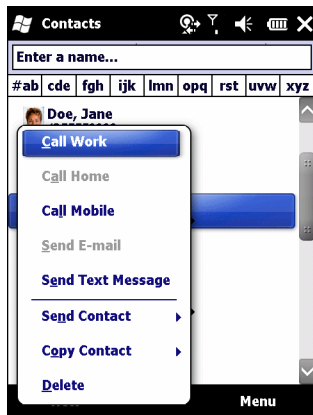 Contacts
Enter a name...
#ab cde fgh ijk lmn opq rst uvw xyz
Doe, Jane
Call Work
Call Home
Call Mobile
Send E-mail
Send Text Message
Send Contact
Copy Contact
Delete
Menu